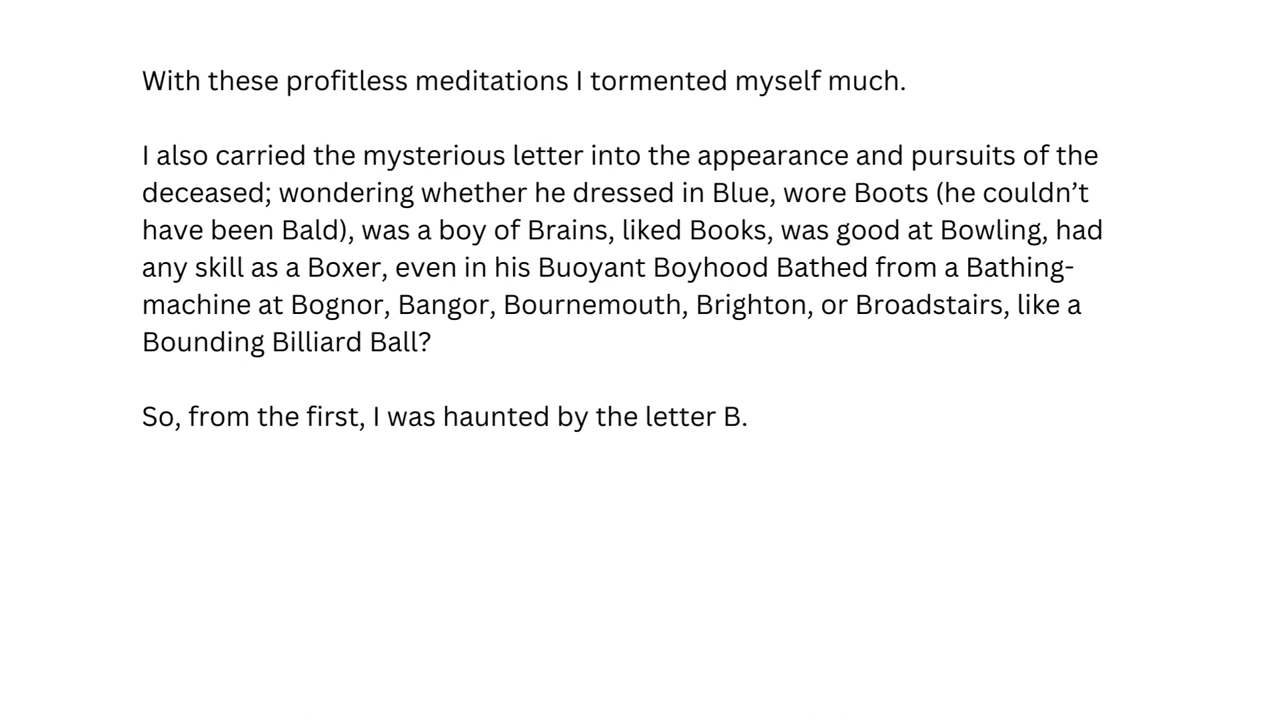 With these profitless meditations I tormented myself much.
I also carried the mysterious letter into the appearance and pursuits of the
deceased; wondering whether he dressed in Blue, wore Boots (he couldn’t
have been Bald), was a boy of Brains, liked Books, was good at Bowling, had
any skill as a Boxer, even in his Buoyant Boyhood Bathed from a Bathing-
machine at Bognor, Bangor, Bournemouth, Brighton, or Broadstairs, like a
Bounding Billiard Ball?
So, from the first, I was haunted by the letter B.